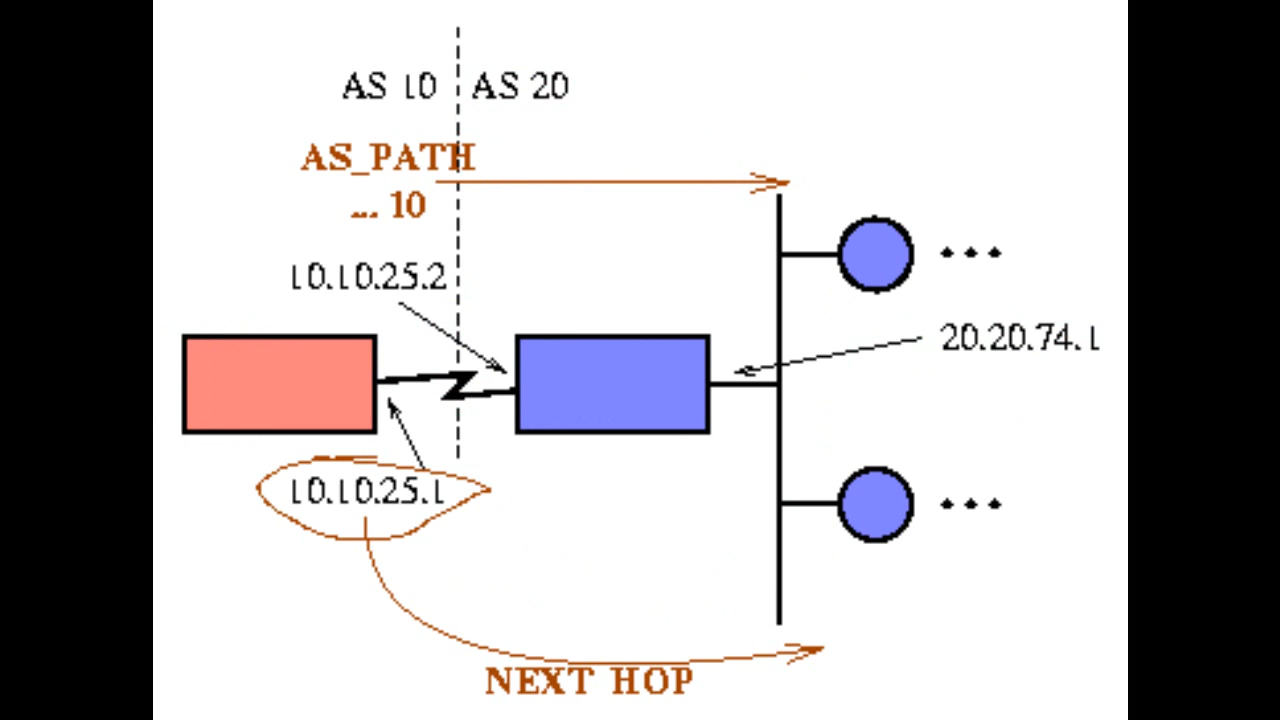 AS 10
AS 20
AS_PATH
... 10
10.10.25.2
20.20.74.1
10.10.25.1
NEXT HOP